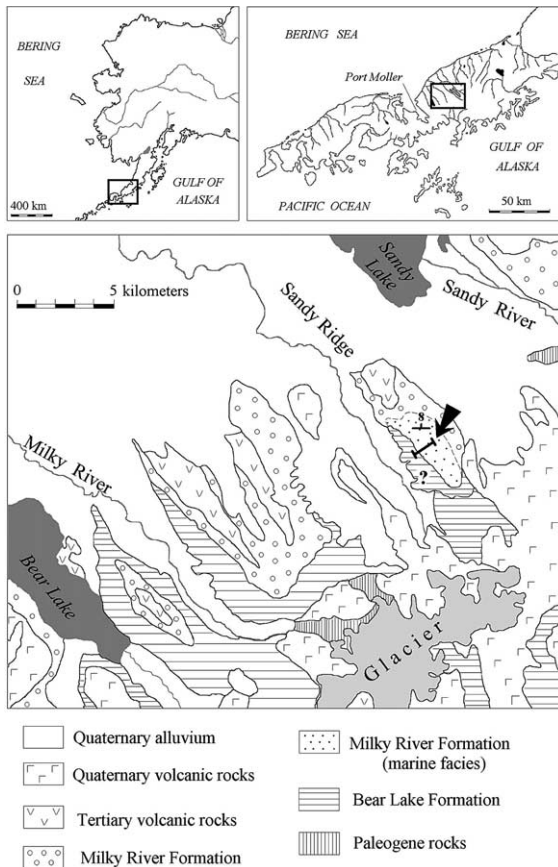 BERING
SEA
GULF OF
ALASKA
400 km
BERING SEA
Port Moller
GULF OF
ALASKA
PACIFIC OCEAN
50 km
0 5 kilometers
Sandy
Lake
Sandy River
Sandy Ridge
8
?
Milky River
Bear Lake
Glacier
Quaternary alluvium
Quaternary volcanic rocks
Tertiary volcanic rocks
Milky River Formation
Milky River Formation
(marine facies)
Bear Lake Formation
Paleogene rocks